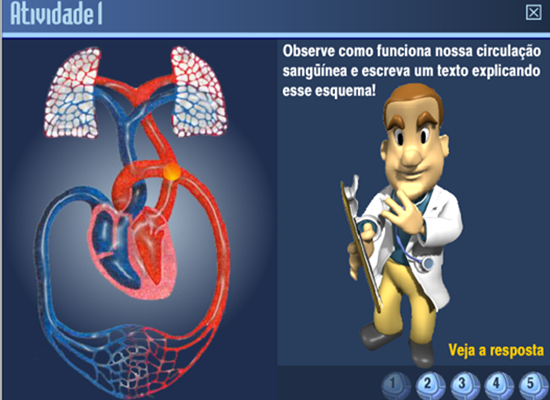 Atividade 1
Observe como funciona nossa circulação
sangüínea e escreva um texto explicando
esse esquema!
Veja a resposta
1 2 3 4 5